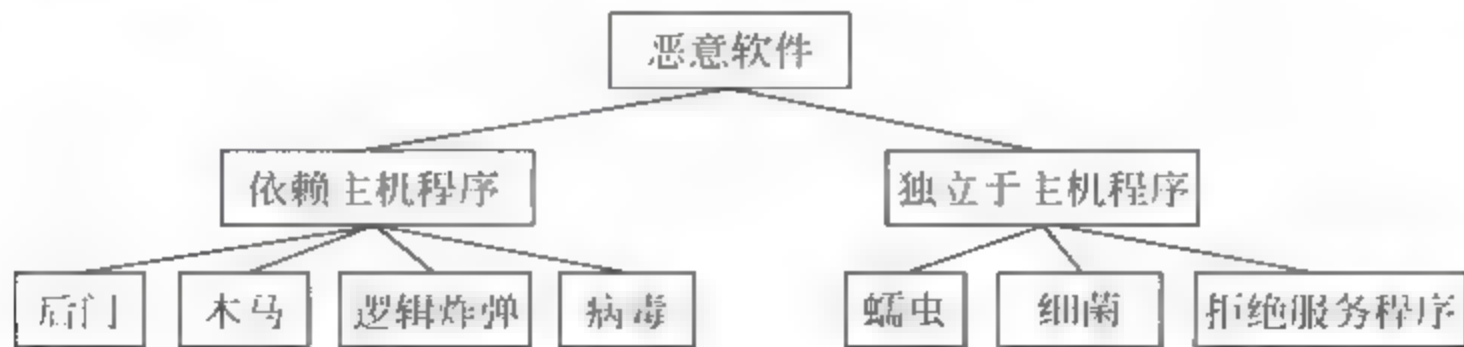 恶意软件
依赖主机程序
独立于主机程序
后门
木马
逻辑炸弹
病毒
蠕虫
细菌
拒绝服务程序